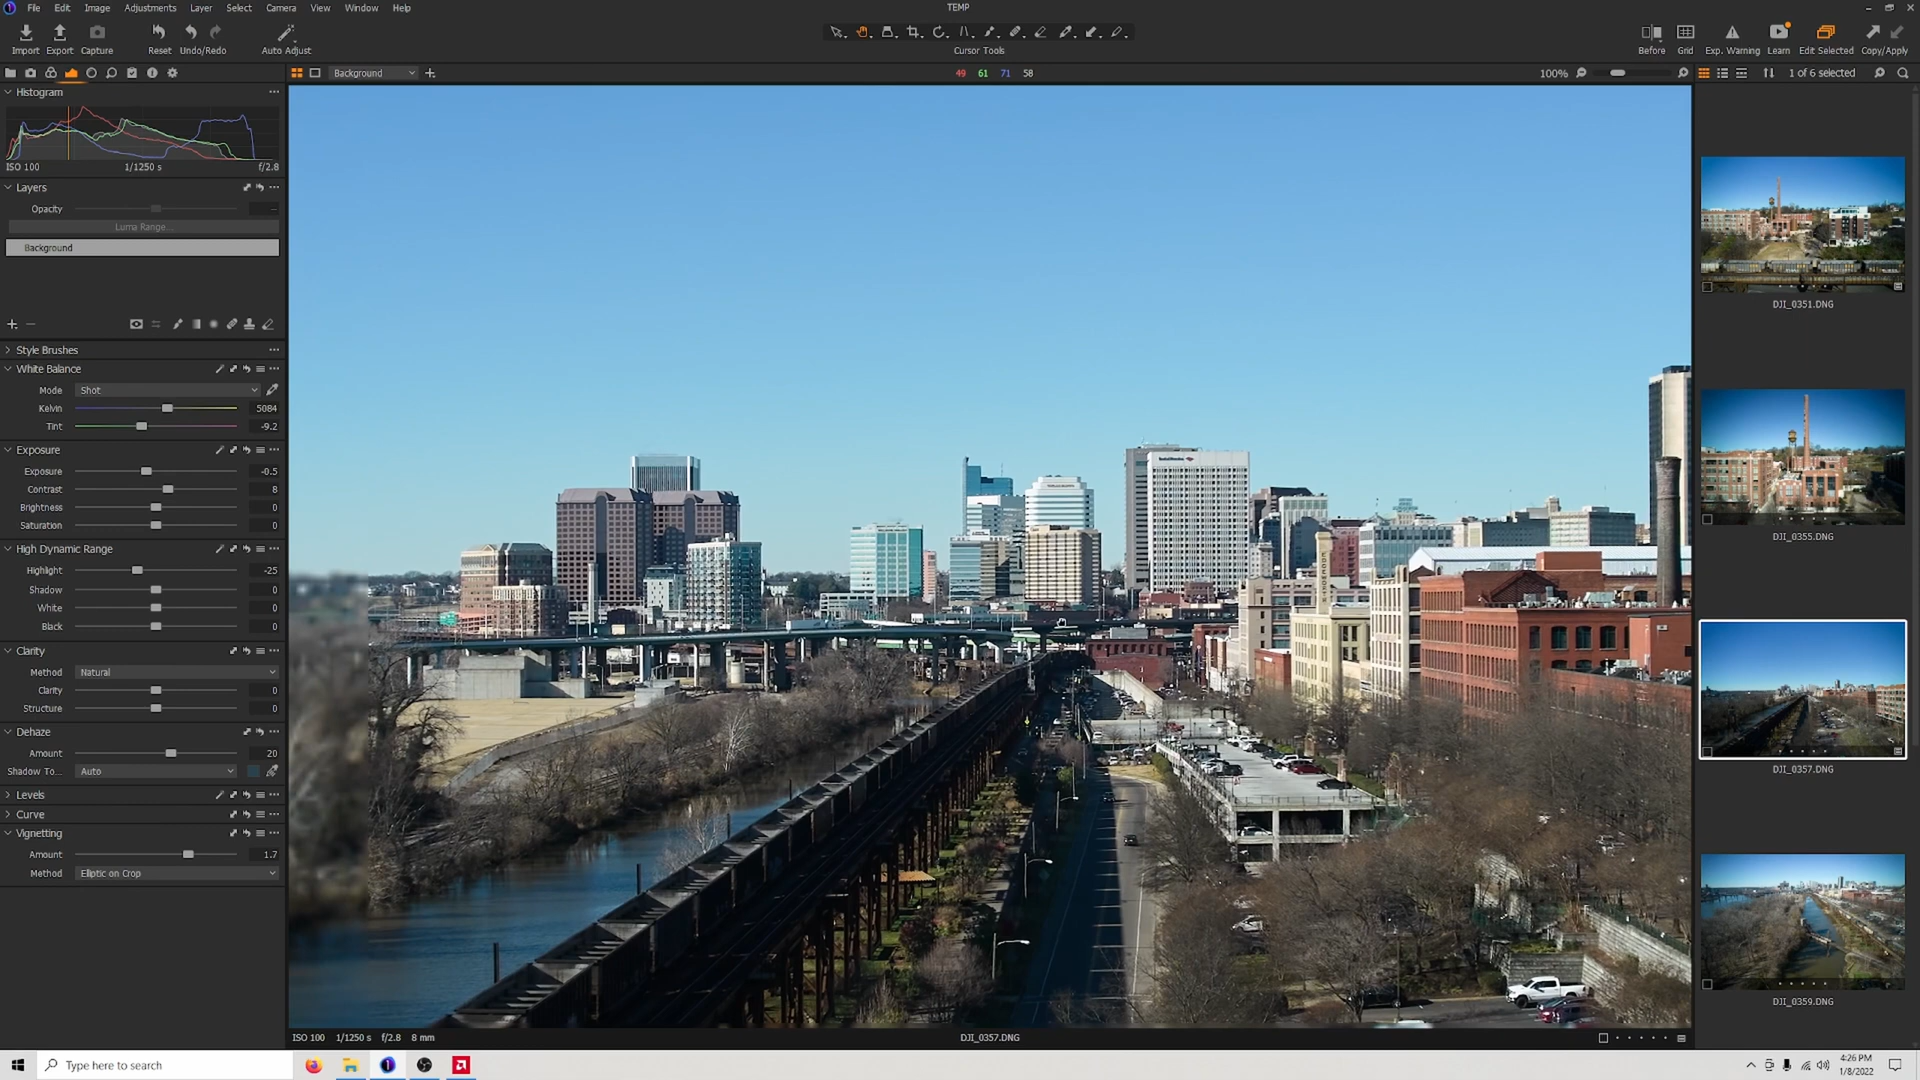 File Edit Image Adjustments Layer Select Camera View Window Help
TEMP
Import Export Capture
Reset Undo/Redo
Auto Adjust
Cursor Tools
Before Grid Exp. Warning Learn Edit Selected Copy/Apply
Background
49 61 71 58
100%
1 of 6 selected
Histogram
ISO 100 1/1250 s f/2.8
Layers
Opacity
Luma Range...
Background
Style Brushes
White Balance
Mode Shot
Kelvin 5084
Tint -9.2
Exposure
Exposure -0.5
Contrast 8
Brightness 0
Saturation 0
High Dynamic Range
Highlight -25
Shadow 0
White 0
Black 0
Clarity
Method Natural
Clarity 0
Structure 0
Dehaze
Amount 20
Shadow To... Auto
Levels
Curve
Vignetting
Amount 1.7
Method Elliptic on Crop
DJI_0351.DNG
DJI_0355.DNG
DJI_0357.DNG
DJI_0359.DNG
ISO 100 1/1250 s f/2.8 8 mm
DJI_0357.DNG
Type here to search
4:26 PM
1/8/2022